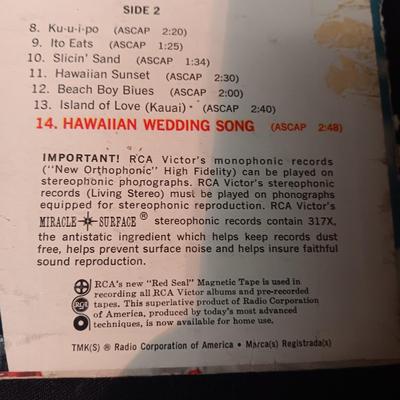 SIDE 2
8. Ku-u-i-po (ASCAP 2:20)
9. Ito Eats (ASCAP 1:25)
10. Slicin' Sand (ASCAP 1:34)
11. Hawaiian Sunset (ASCAP 2:30)
12. Beach Boy Blues (ASCAP 2:00)
13. Island of Love (Kauai) (ASCAP 2:40)
14. HAWAIIAN WEDDING SONG (ASCAP 2:48)
IMPORTANT! RCA Victor's monophonic records
("New Orthophonic" High Fidelity) can be played on
stereophonic phonographs. RCA Victor's stereophonic
records (Living Stereo) must be played on phonographs
equipped for stereophonic reproduction. RCA Victor's
MIRACLE SURFACE® stereophonic records contain 317X,
the antistatic ingredient which helps keep records dust
free, helps prevent surface noise and helps insure faithful
sound reproduction.
RCA's new "Red Seal" Magnetic Tape is used in
recording all RCA Victor albums and pre-recorded
tapes. This superlative product of Radio Corporation
of America, produced by today's most advanced
techniques, is now available for home use.
TMK(S) ® Radio Corporation of America • Marca(s) Registrada(s)